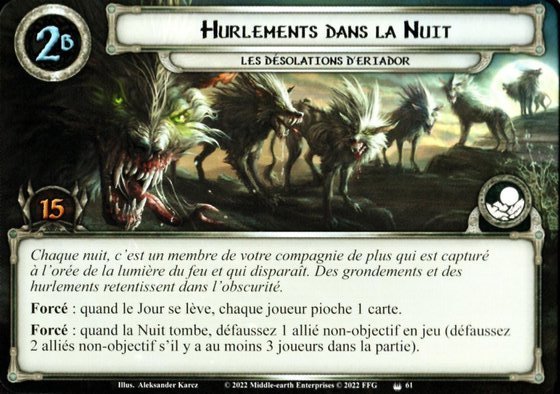 2B
HURLEMENTS DANS LA NUIT
LES DÉSOLATIONS D'ERIADOR
15
Chaque nuit, c'est un membre de votre compagnie de plus qui est capturé
à l'orée de la lumière du feu et qui disparaît. Des grondements et des
hurlements retentissent dans l'obscurité.
Forcé : quand le Jour se lève, chaque joueur pioche 1 carte.
Forcé : quand la Nuit tombe, défaussez 1 allié non-objectif en jeu (défaussez
2 alliés non-objectif s'il y a au moins 3 joueurs dans la partie).
Illus. Aleksander Karcz © 2022 Middle-earth Enterprises © 2022 FFG 61